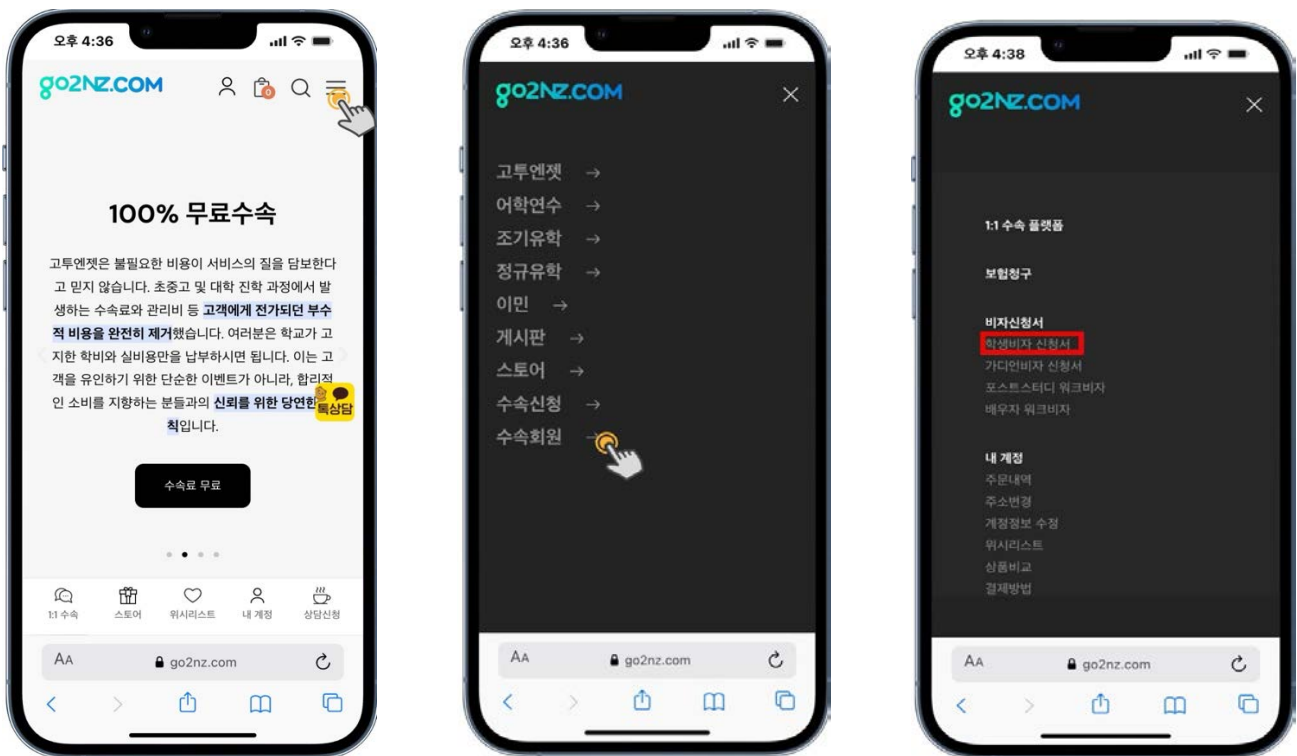 오후 4:36
go2NZ.COM
0
100% 무료수속
고투엔젯은 불필요한 비용이 서비스의 질을 담보한다
고 믿지 않습니다. 초중고 및 대학 진학 과정에서 발
생하는 수속료와 관리비 등 고객에게 전가되던 부수
적 비용을 완전히 제거했습니다. 여러분은 학교가 고
지한 학비와 실비용만을 납부하시면 됩니다. 이는 고
객을 유인하기 위한 단순한 이벤트가 아니라, 합리적
인 소비를 지향하는 분들과의 신뢰를 위한 당연한
칙입니다.
톡상담
수속료 무료
1:1 수속 스토어 위시리스트 내 계정 상담신청
AA go2nz.com
오후 4:36
go2NZ.COM
고투엔젯 →
어학연수 →
조기유학 →
정규유학 →
이민 →
게시판 →
스토어 →
수속신청 →
수속회원
AA go2nz.com
오후 4:38
go2NZ.COM
1:1 수속 플랫폼
보험청구
비자신청서
학생비자 신청서
가디언비자 신청서
포스트스터디 워크비자
배우자 워크비자
내 계정
주문내역
주소변경
계정정보 수정
위시리스트
상품비교
결제방법
AA go2nz.com